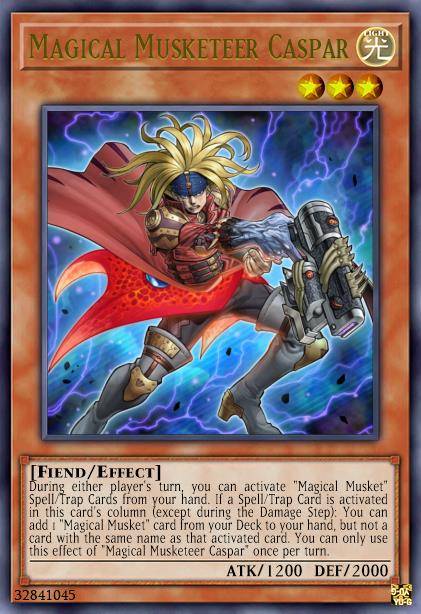 Magical Musketeer Caspar
LIGHT
光
[Fiend/Effect]
During either player's turn, you can activate "Magical Musket"
Spell/Trap Cards from your hand. If a Spell/Trap Card is activated
in this card's column (except during the Damage Step): You can
add 1 "Magical Musket" card from your Deck to your hand, but not a
card with the same name as that activated card. You can only use
this effect of "Magical Musketeer Caspar" once per turn.
ATK/1200 DEF/2000
32841045